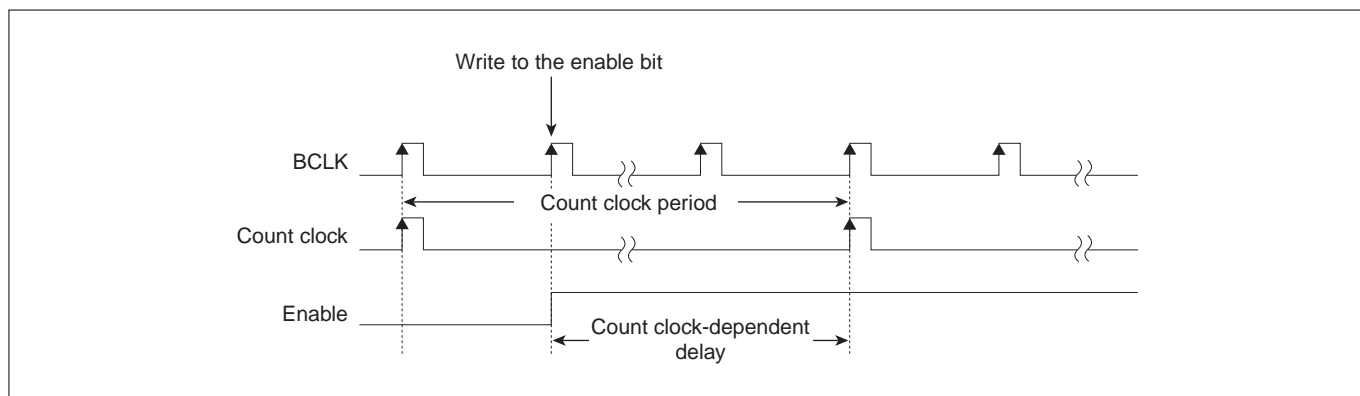 Write to the enable bit
BCLK
Count clock period
Count clock
Enable
Count clock-dependent
delay